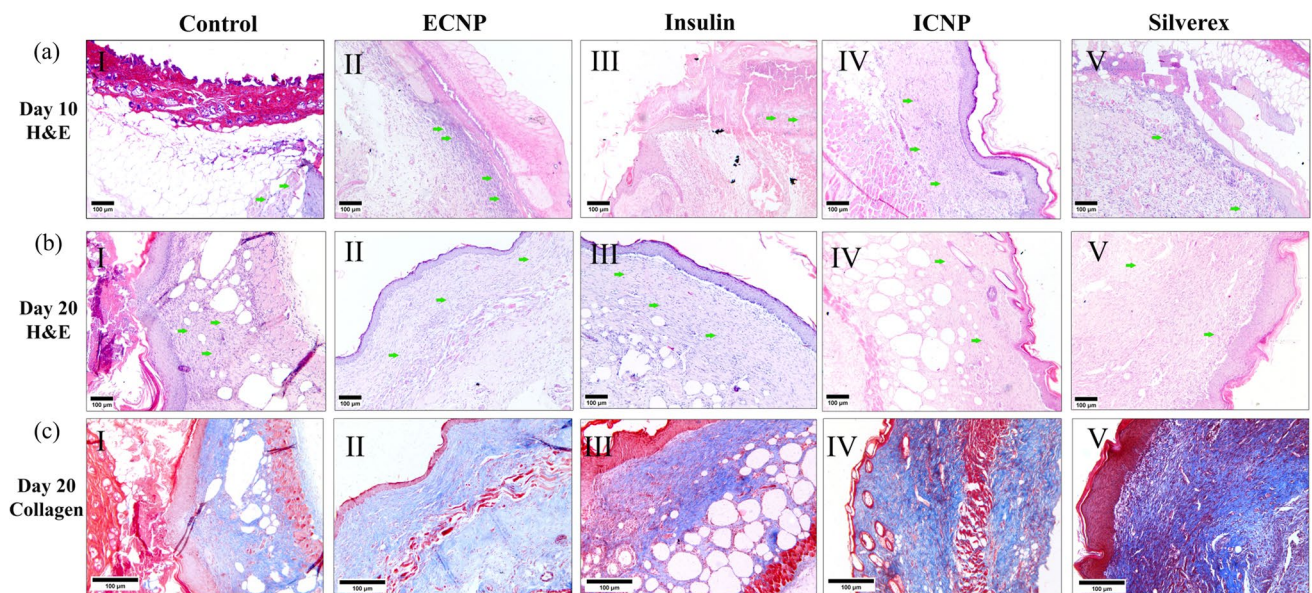 Control ECNP Insulin ICNP Silverex
(a)
Day 10
H&E
I II III IV V
100 μm 100 μm 100 μm 100 μm 100 μm
(b)
Day 20
H&E
I II III IV V
100 μm 100 μm 100 μm 100 μm 100 μm
(c)
Day 20
Collagen
I II III IV V
100 μm 100 μm 100 μm 100 μm 100 μm